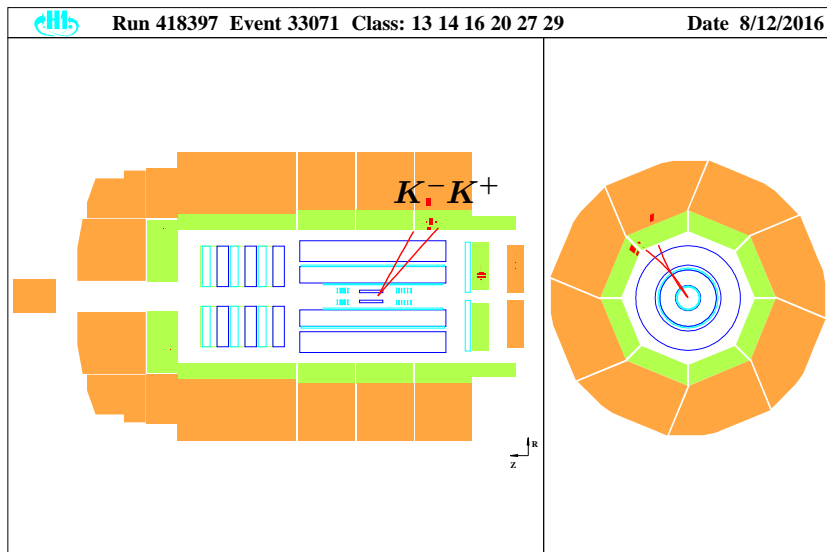 H1 Run 418397 Event 33071 Class: 13 14 16 20 27 29 Date 8/12/2016
K⁻K⁺
R
Z